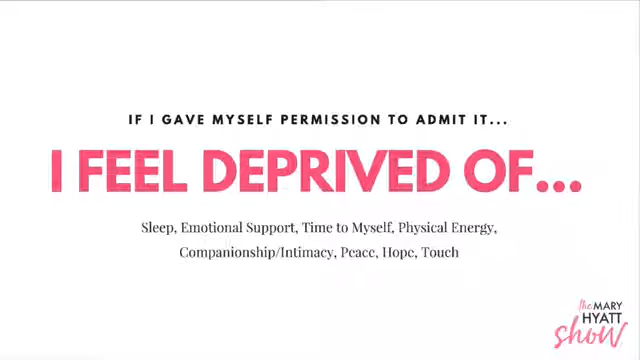 IF I GAVE MYSELF PERMISSION TO ADMIT IT...
I FEEL DEPRIVED OF...
Sleep, Emotional Support, Time to Myself, Physical Energy,
Companionship/Intimacy, Peace, Hope, Touch
the MARY
HYATT
show